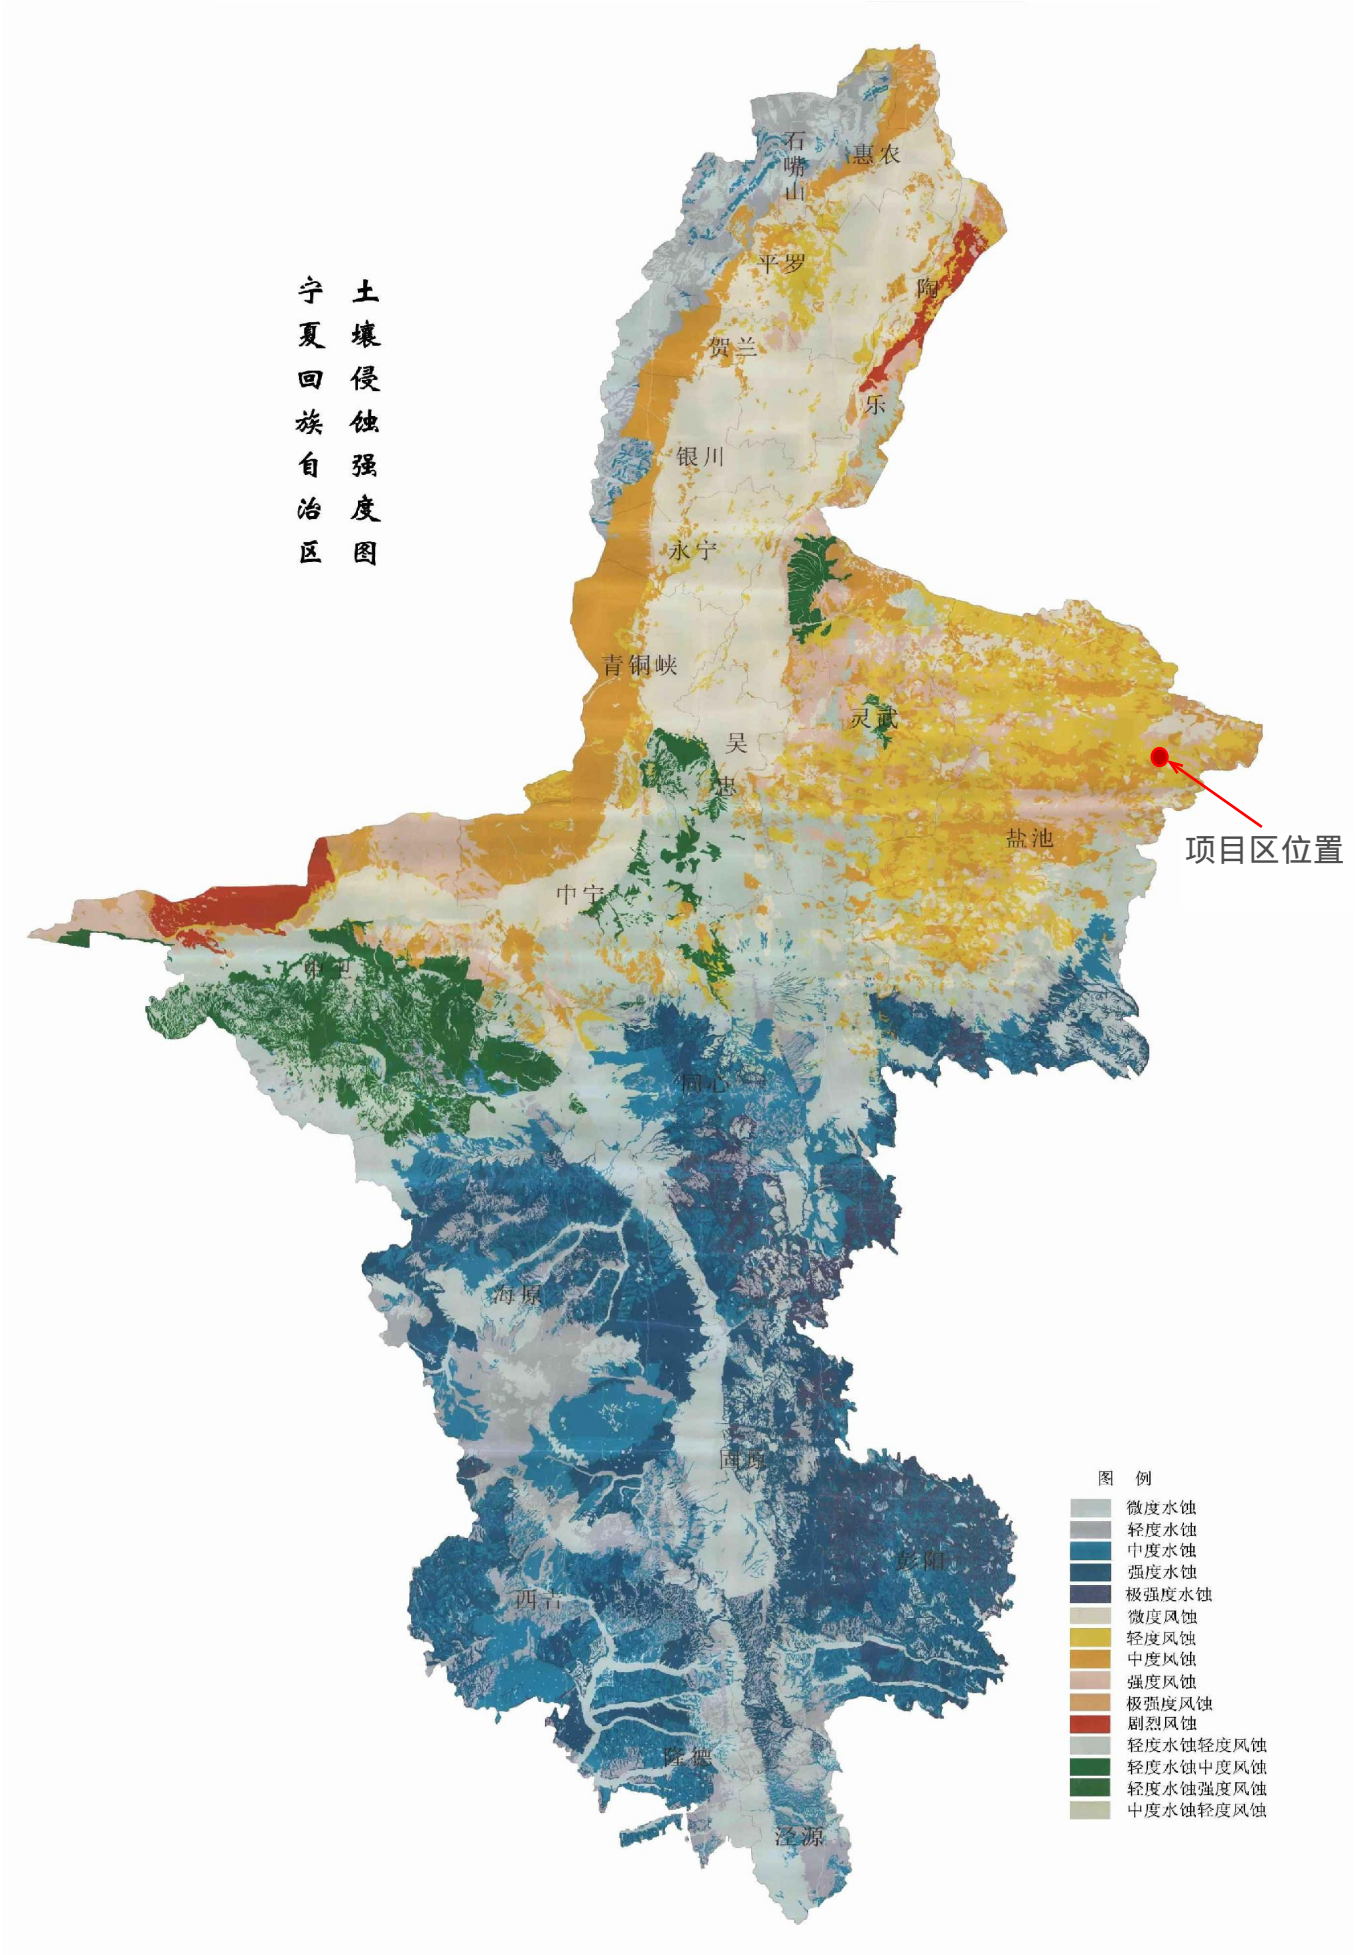 宁夏回族自治区
土壤侵蚀强度图
石嘴山
惠农
平罗
陶乐
贺兰
银川
永宁
青铜峡
灵武
吴忠
盐池
项目区位置
中宁
同心
海原
固原
彭阳
西吉
隆德
泾源
图 例
微度水蚀
轻度水蚀
中度水蚀
强度水蚀
极强度水蚀
微度风蚀
轻度风蚀
中度风蚀
强度风蚀
极强度风蚀
剧烈风蚀
轻度水蚀轻度风蚀
轻度水蚀中度风蚀
轻度水蚀强度风蚀
中度水蚀轻度风蚀